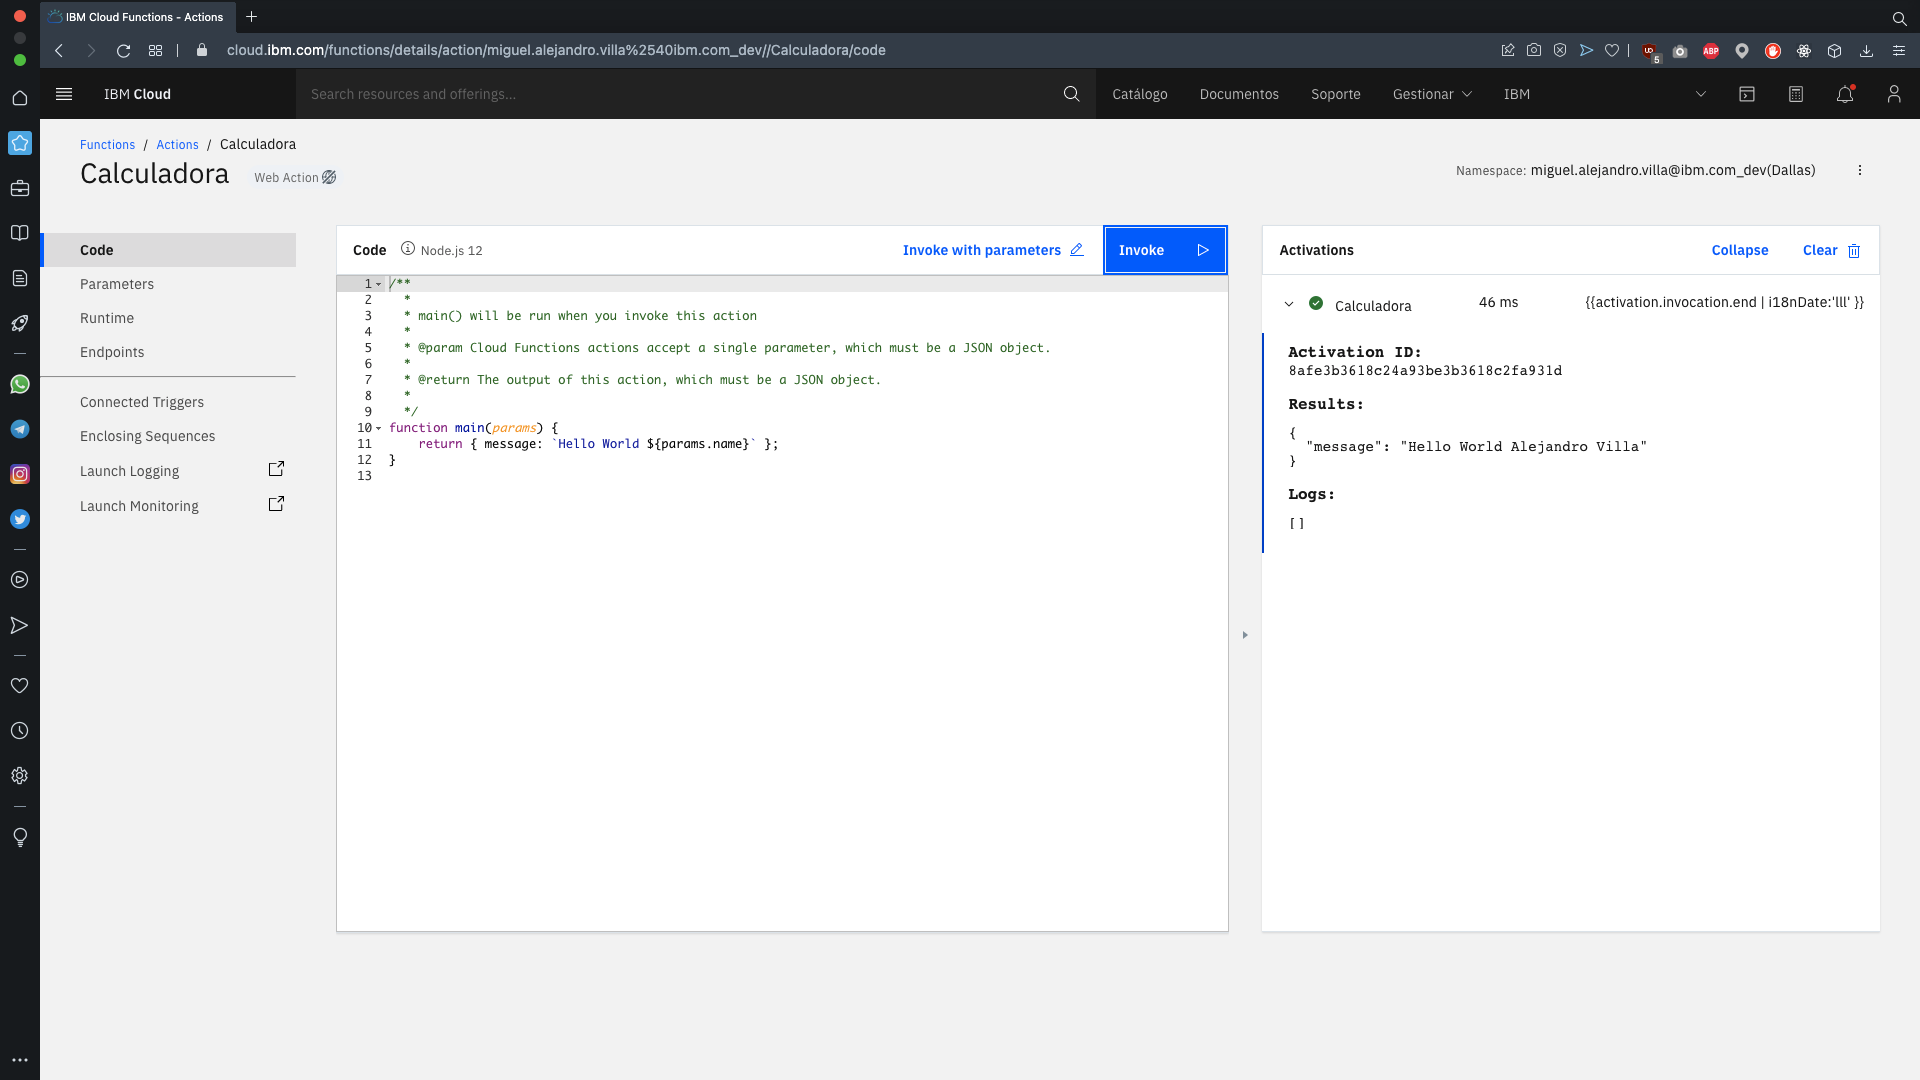 IBM Cloud Functions - Actions
cloud.ibm.com/functions/details/action/miguel.alejandro.villa%2540ibm.com_dev//Calculadora/code
5
ABP
IBM Cloud
Search resources and offerings...
Catálogo
Documentos
Soporte
Gestionar
IBM
Functions / Actions / Calculadora
Calculadora
Web Action
Namespace: miguel.alejandro.villa@ibm.com_dev(Dallas)
Code
Parameters
Runtime
Endpoints
Connected Triggers
Enclosing Sequences
Launch Logging
Launch Monitoring
Code
Node.js 12
Invoke with parameters
Invoke
1 /**
2 *
3 * main() will be run when you invoke this action
4 *
5 * @param Cloud Functions actions accept a single parameter, which must be a JSON object.
6 *
7 * @return The output of this action, which must be a JSON object.
8 *
9 */
10 function main(params) {
11 return { message: `Hello World ${params.name}` };
12 }
13
Activations
Collapse
Clear
Calculadora
46 ms
{{activation.invocation.end | i18nDate:'lll' }}
Activation ID:
8afe3b3618c24a93be3b3618c2fa931d
Results:
{
"message": "Hello World Alejandro Villa"
}
Logs:
[]